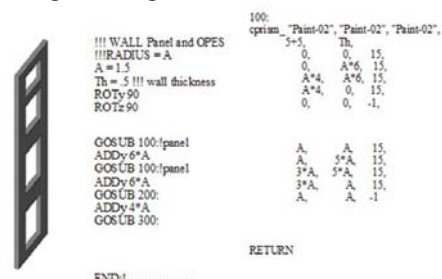 !!! WALL Panel and OPES
!!!RADIUS = A
A = 1.5
Th = .5 !!! wall thickness
ROTy 90
ROTz 90
GOSUB 100:!panel
ADDy 6*A
GOSUB 100:!panel
ADDy 6*A
GOSUB 200:
ADDy 4*A
GOSUB 300:
END:!
100:
cprism_ "Paint-02", "Paint-02", "Paint-02",
5+5, Th,
0, 0, 15,
0, A*6, 15,
A*4, A*6, 15,
A*4, 0, 15,
0, 0, -1,
A, A, 15,
A, 5*A, 15,
3*A, 5*A, 15,
3*A, A, 15,
A, A, -1
RETURN